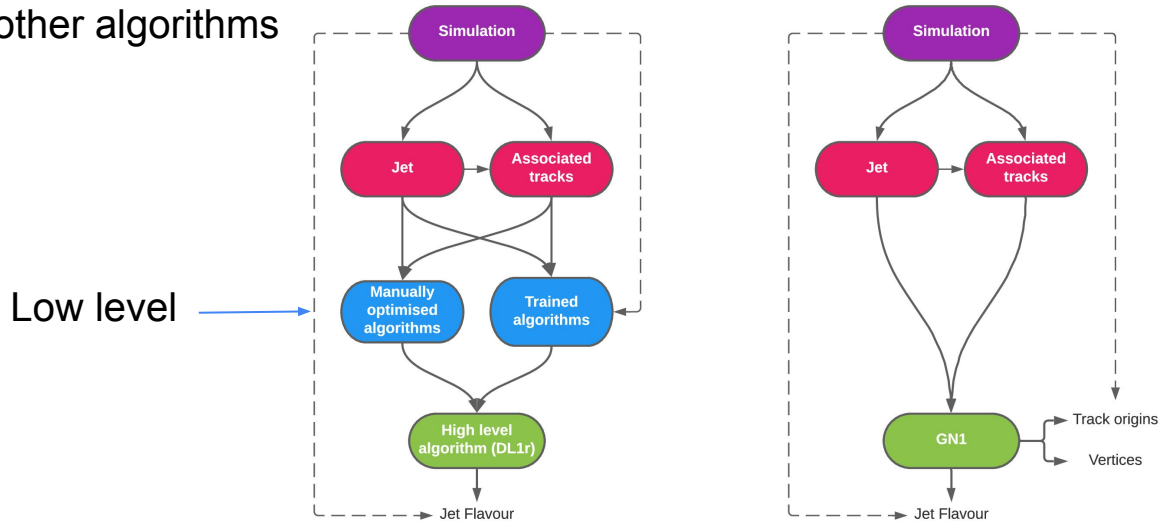 other algorithms
Simulation
Jet
Associated
tracks
Low level
Manually
optimised
algorithms
Trained
algorithms
High level
algorithm (DL1r)
Jet Flavour
Simulation
Jet
Associated
tracks
GN1
Track origins
Vertices
Jet Flavour